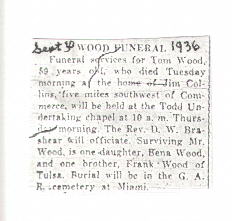 Sept 30 WOOD FUNERAL 1936
Funeral services for Tom Wood,
59 years old, who died Tuesday
morning at the home of Jim Col-
lins, five miles southwest of Com-
merce, will be held at the Todd Un-
dertaking chapel at 10 a. m. Thurs-
day morning. The Rev. D. W. Bra-
shear will officiate. Surviving Mr.
Wood, is one daughter, Bena Wood,
and one brother, Frank Wood of
Tulsa. Burial will be in the G. A.
R. cemetery at Miami.